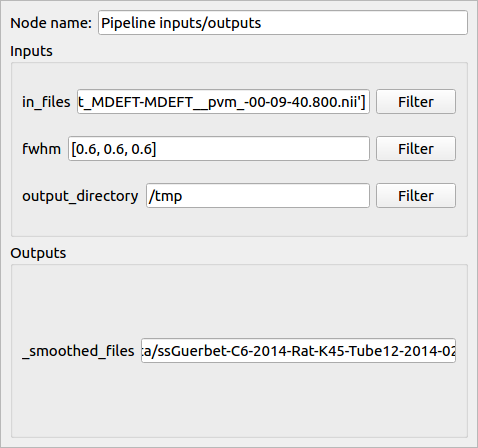 Node name: Pipeline inputs/outputs
Inputs
in_files t_MDEFT-MDEFT__pvm_-00-09-40.800.nii'] Filter
fwhm [0.6, 0.6, 0.6] Filter
output_directory /tmp Filter
Outputs
_smoothed_files ta/ssGuerbet-C6-2014-Rat-K45-Tube12-2014-02